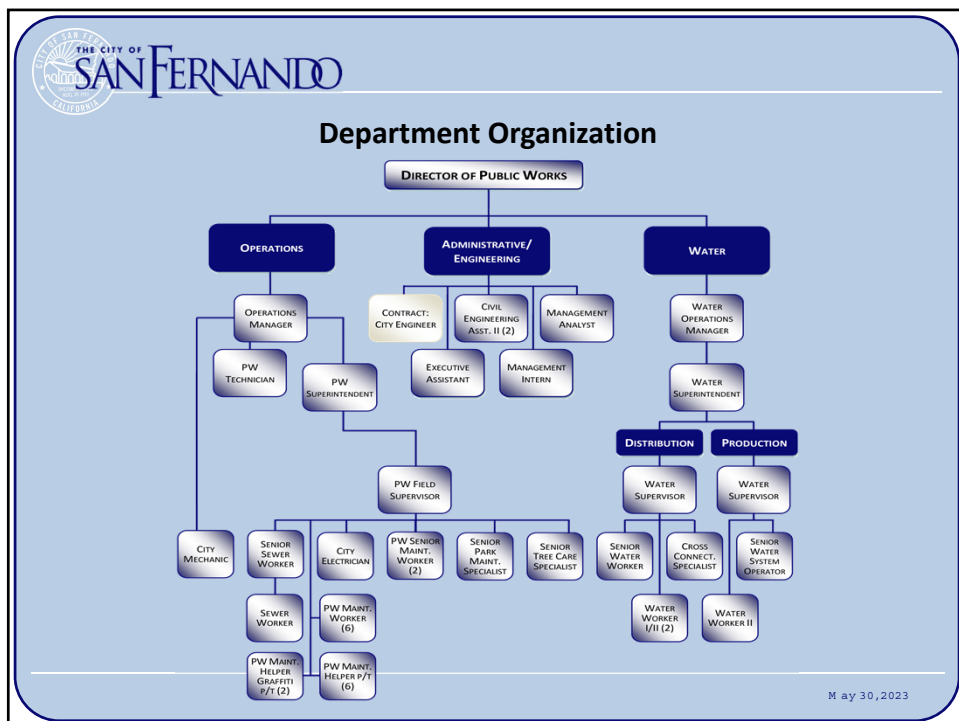 THE CITY OF
SAN FERNANDO
CITY OF SAN FERNANDO
CALIFORNIA
Department Organization
DIRECTOR OF PUBLIC WORKS
OPERATIONS
ADMINISTRATIVE/
ENGINEERING
WATER
OPERATIONS
MANAGER
CONTRACT:
CITY ENGINEER
CIVIL
ENGINEERING
ASST. II (2)
MANAGEMENT
ANALYST
WATER
OPERATIONS
MANAGER
PW
TECHNICIAN
PW
SUPERINTENDENT
EXECUTIVE
ASSISTANT
MANAGEMENT
INTERN
WATER
SUPERINTENDENT
DISTRIBUTION
PRODUCTION
PW FIELD
SUPERVISOR
WATER
SUPERVISOR
WATER
SUPERVISOR
CITY
MECHANIC
SENIOR
SEWER
WORKER
CITY
ELECTRICIAN
PW SENIOR
MAINT.
WORKER
(2)
SENIOR
PARK
MAINT.
SPECIALIST
SENIOR
TREE CARE
SPECIALIST
SENIOR
WATER
WORKER
CROSS
CONNECT.
SPECIALIST
SENIOR
WATER
SYSTEM
OPERATOR
SEWER
WORKER
PW MAINT.
WORKER
(6)
WATER
WORKER
I/II (2)
WATER
WORKER II
PW MAINT.
HELPER
GRAFFITI
P/T (2)
PW MAINT.
HELPER P/T
(6)
May 30,2023